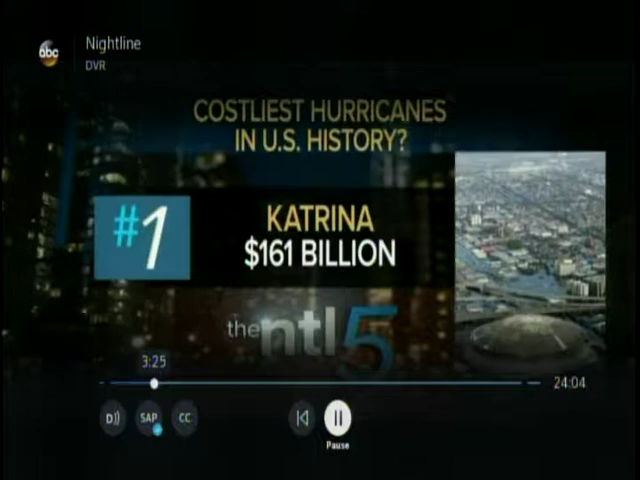 abc
Nightline
DVR
COSTLIEST HURRICANES
IN U.S. HISTORY?
#1
KATRINA
$161 BILLION
the ntl 5
3:25
24:04
D))
SAP
CC
Pause